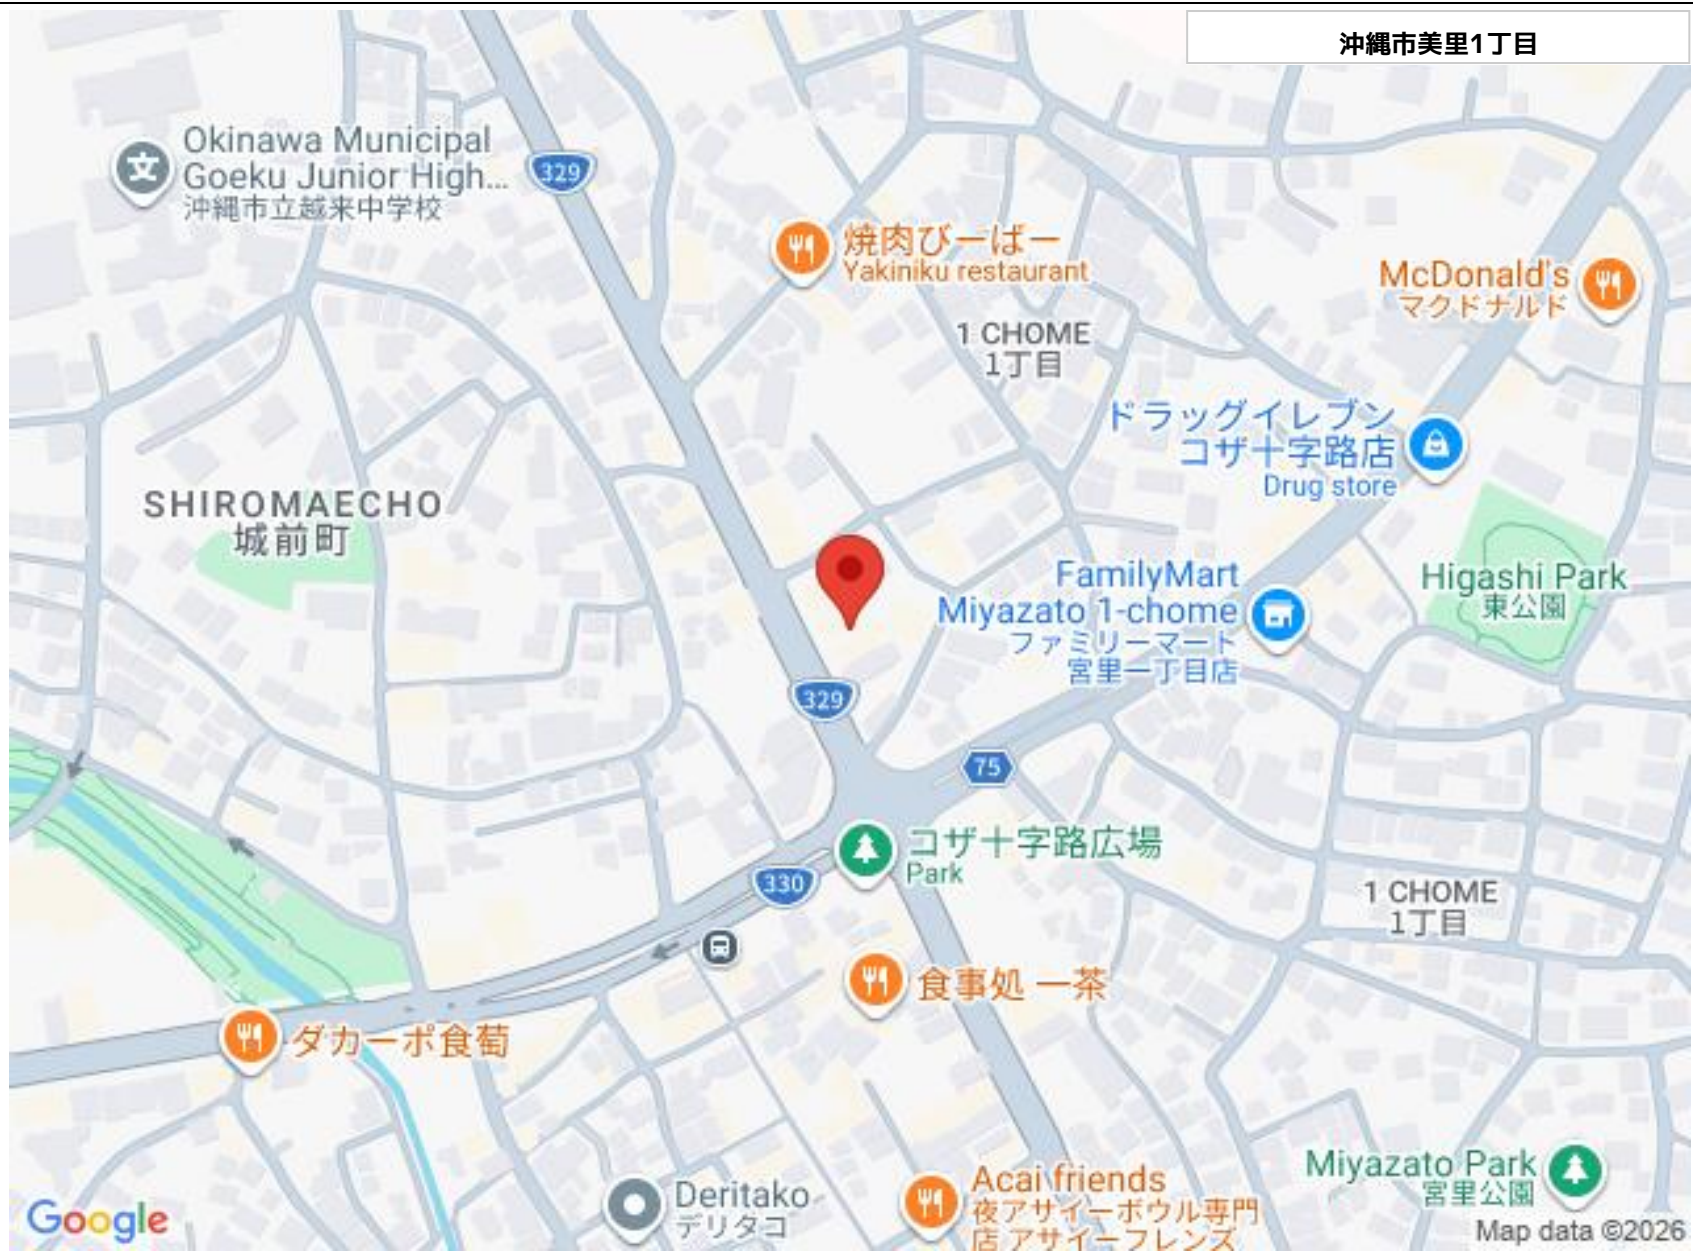 沖縄市美里1丁目
Okinawa Municipal
Goeku Junior High...
沖縄市立越来中学校
329
焼肉びーばー
Yakiniku restaurant
McDonald's
マクドナルド
1 CHOME
1丁目
ドラッグイレブン
コザ十字路店
Drug store
SHIROMAECHO
城前町
FamilyMart
Miyazato 1-chome
ファミリーマート
宮里一丁目店
Higashi Park
東公園
329
75
コザ十字路広場
Park
330
1 CHOME
1丁目
食事処 一茶
ダカーポ食萄
Miyazato Park
宮里公園
Acai friends
夜アサイーボウル専門
店 アサイーフレンズ
Deritako
デリタコ
Google
Map data ©2026